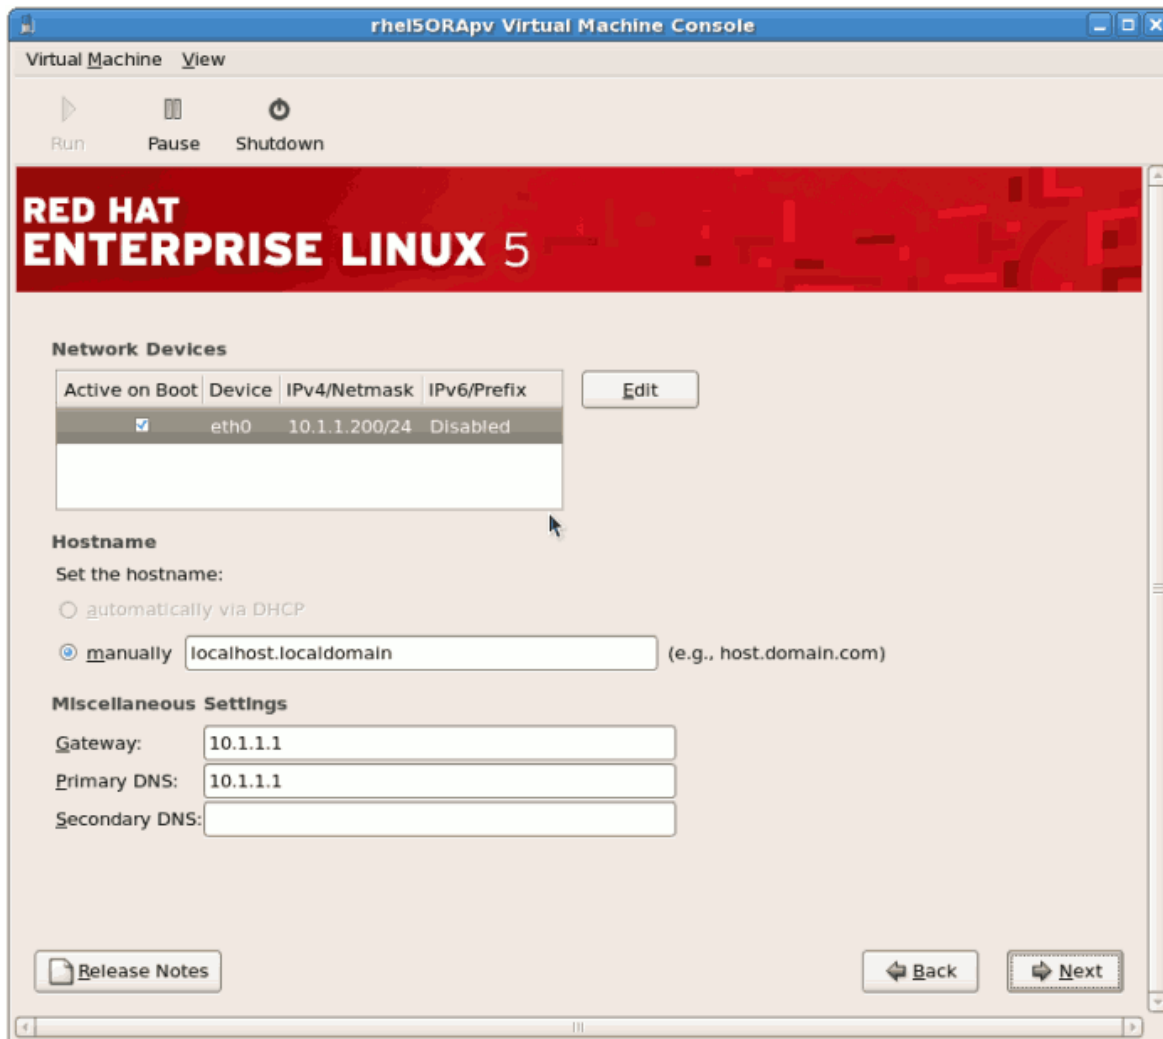 rhel5ORApv Virtual Machine Console
Virtual Machine View
Run Pause Shutdown
RED HAT
ENTERPRISE LINUX 5
Network Devices
Active on Boot Device IPv4/Netmask IPv6/Prefix
Edit
eth0 10.1.1.200/24 Disabled
Hostname
Set the hostname:
automatically via DHCP
manually localhost.localdomain (e.g., host.domain.com)
Miscellaneous Settings
Gateway: 10.1.1.1
Primary DNS: 10.1.1.1
Secondary DNS:
Release Notes Back Next